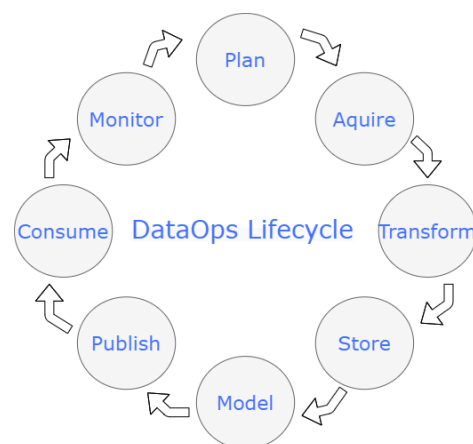 Plan
Monitor
Aquire
Consume
DataOps Lifecycle
Transform
Publish
Store
Model